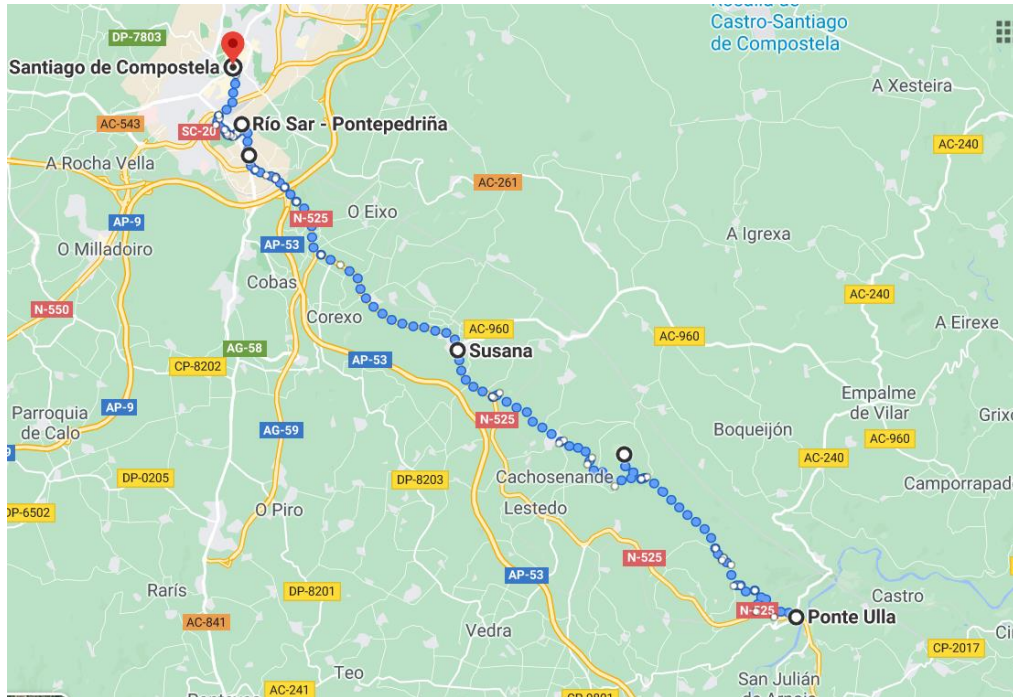 Rosalía de
Castro-Santiago
de Compostela
DP-7803
Santiago de Compostela
A Xesteira
AC-543
SC-20
Río Sar - Pontepedriña
AC-240
A Rocha Vella
AC-261
N-525
O Eixo
AP-9
AP-53
A Igrexa
O Milladoiro
Cobas
AC-240
N-550
Corexo
AC-960
AC-960
A Eirexe
AG-58
Susana
CP-8202
AP-53
AP-9
Parroquia
de Calo
N-525
Empalme
de Vilar
AG-59
Boqueijón
AC-960
AC-240
DP-0205
DP-8203
Cachosenande
Camporrapado
DP-6502
O Piro
Lestedo
N-525
AP-53
Rarís
DP-8201
Castro
N-525
Ponte Ulla
AC-841
Vedra
CP-2017
Teo
San Julián
AC-241